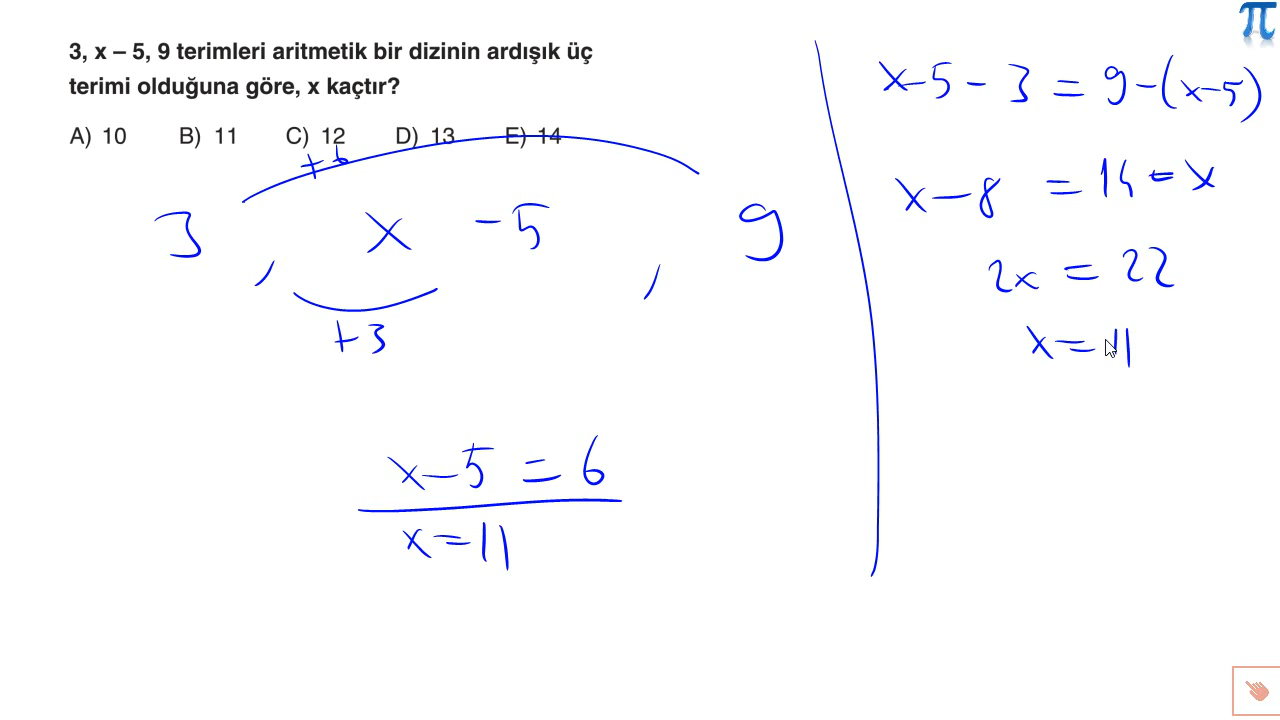 3, x – 5, 9 terimleri aritmetik bir dizinin ardışık üç
terimi olduğuna göre, x kaçtır?
A) 10 B) 11 C) 12 D) 13 E) 14
+6
3 , x - 5 , 9
+3
x - 5 = 6
x = 11
x - 5 - 3 = 9 - (x - 5)
x - 8 = 14 - x
2x = 22
x = 11
π